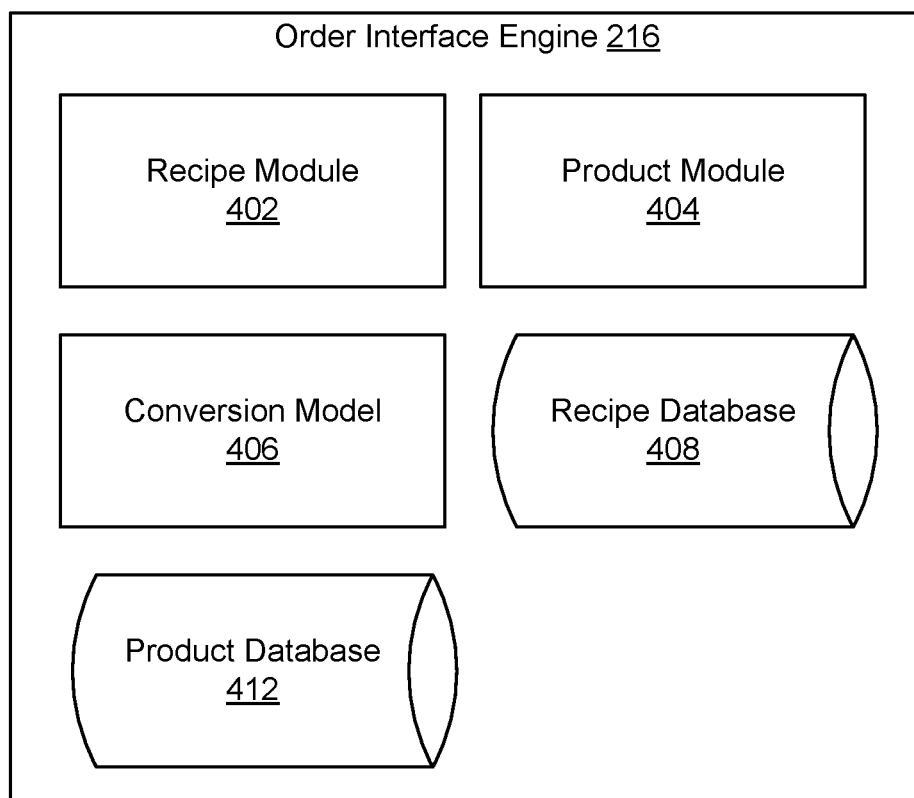 Order Interface Engine 216
Recipe Module
402
Product Module
404
Conversion Model
406
Recipe Database
408
Product Database
412